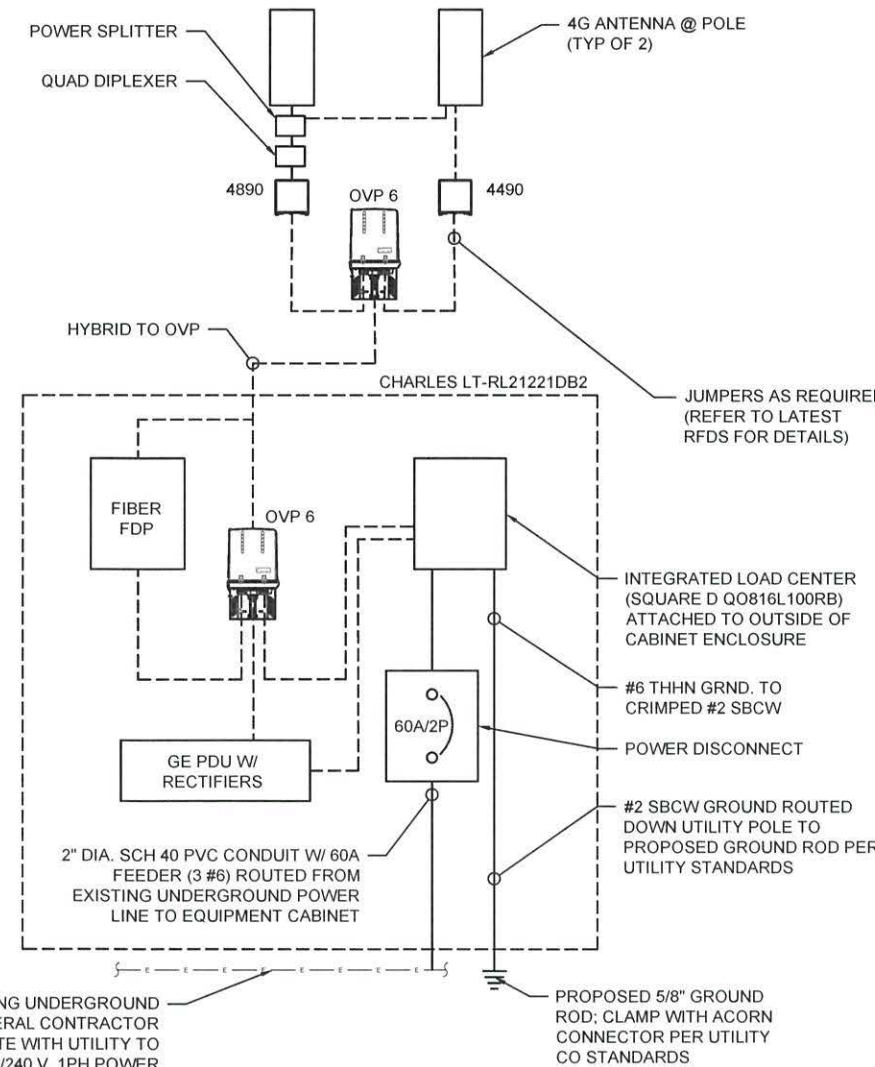 POWER SPLITTER
QUAD DIPLEXER
4G ANTENNA @ POLE
(TYP OF 2)
4890
OVP 6
4490
HYBRID TO OVP
CHARLES LT-RL21221DB2
JUMPERS AS REQUIRED
(REFER TO LATEST
RFDS FOR DETAILS)
FIBER
FDP
OVP 6
INTEGRATED LOAD CENTER
(SQUARE D QO816L100RB)
ATTACHED TO OUTSIDE OF
CABINET ENCLOSURE
#6 THHN GRND. TO
CRIMPED #2 SBCW
60A/2P
POWER DISCONNECT
GE PDU W/
RECTIFIERS
#2 SBCW GROUND ROUTED
DOWN UTILITY POLE TO
PROPOSED GROUND ROD PER
UTILITY STANDARDS
2" DIA. SCH 40 PVC CONDUIT W/ 60A
FEEDER (3 #6) ROUTED FROM
EXISTING UNDERGROUND POWER
LINE TO EQUIPMENT CABINET
E E E E E E
NG UNDERGROUND
ERAL CONTRACTOR
TE WITH UTILITY TO
/240 V, 1PH POWER
PROPOSED 5/8" GROUND
ROD; CLAMP WITH ACORN
CONNECTOR PER UTILITY
CO STANDARDS